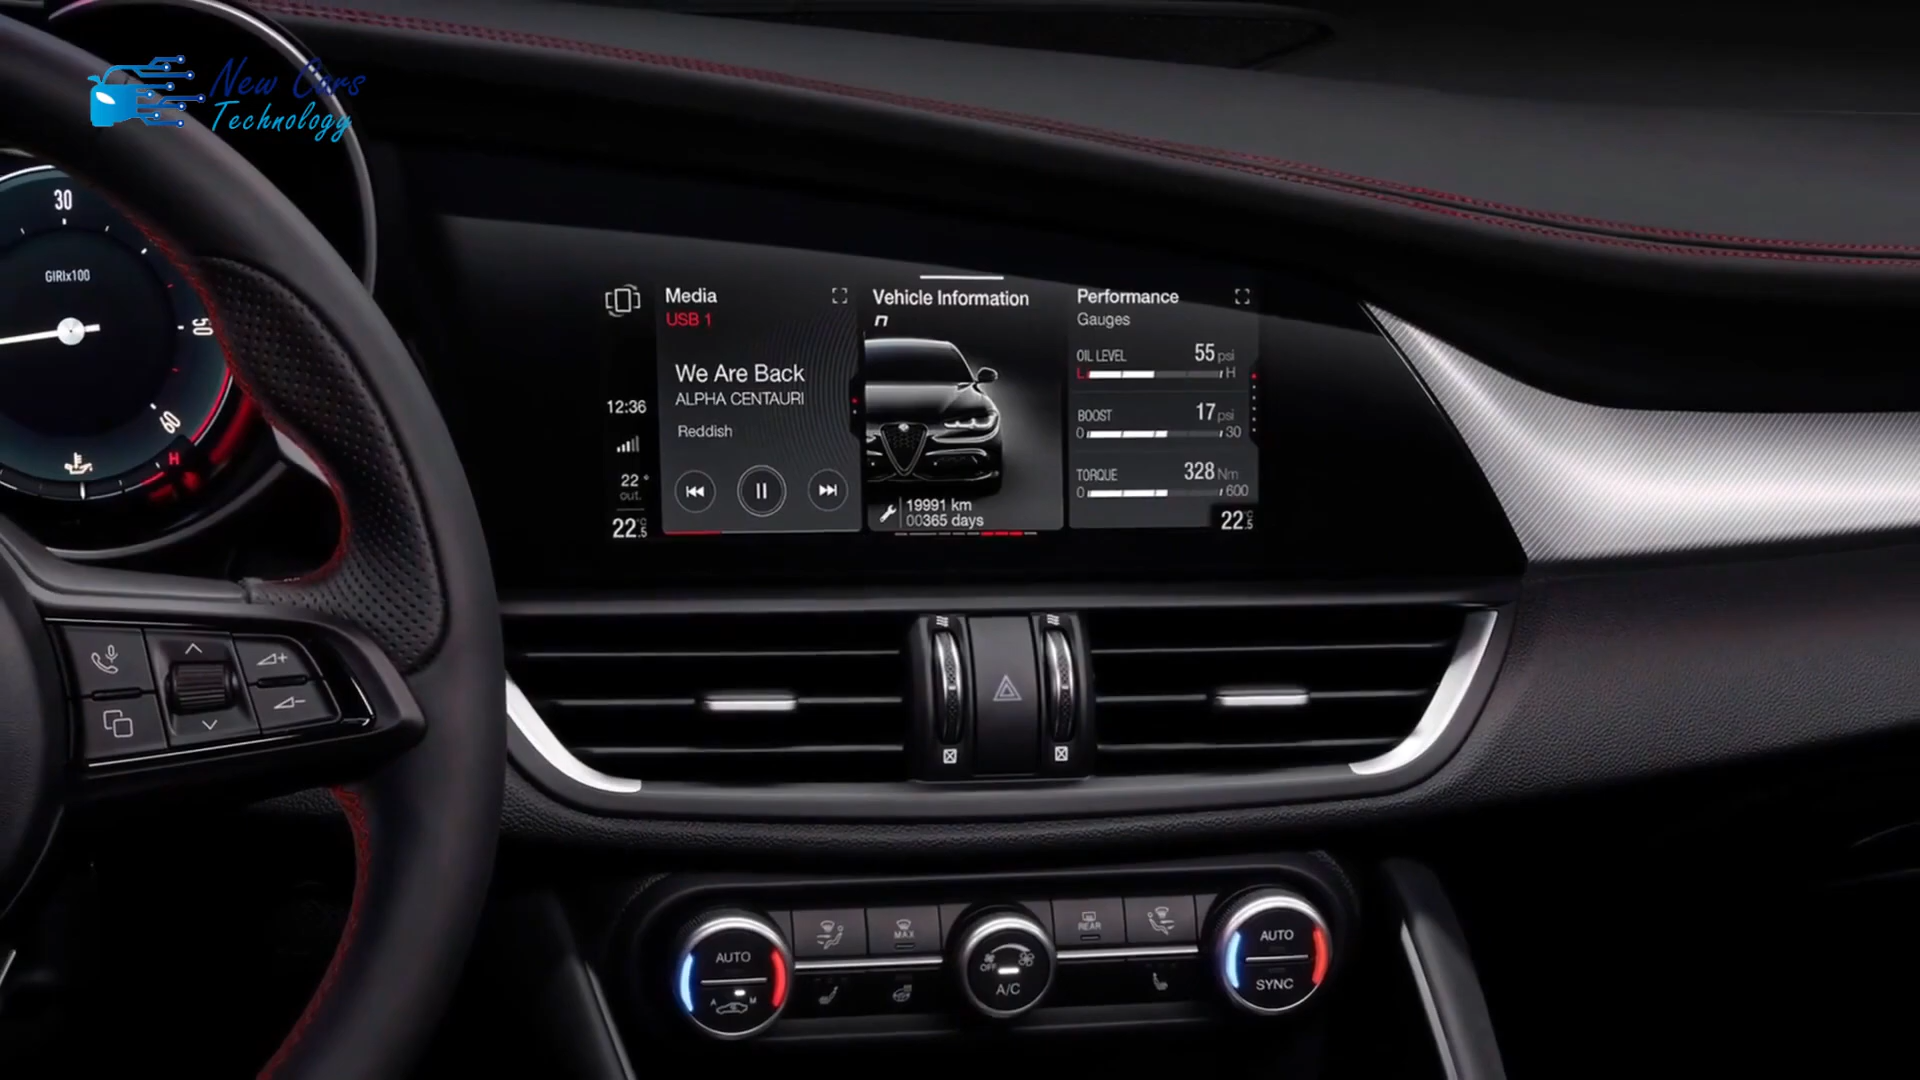 New Cars
Technology
30
GIRIx100
50
60
H
Media
USB 1
We Are Back
ALPHA CENTAURI
Reddish
12:36
22 °
out.
22°5
Vehicle Information
19991 km
00365 days
Performance
Gauges
OIL LEVEL 55 psi
L H
BOOST 17 psi
0 30
TORQUE 328 Nm
0 600
22°5
AUTO
A M
MAX
OFF
A/C
REAR
AUTO
SYNC